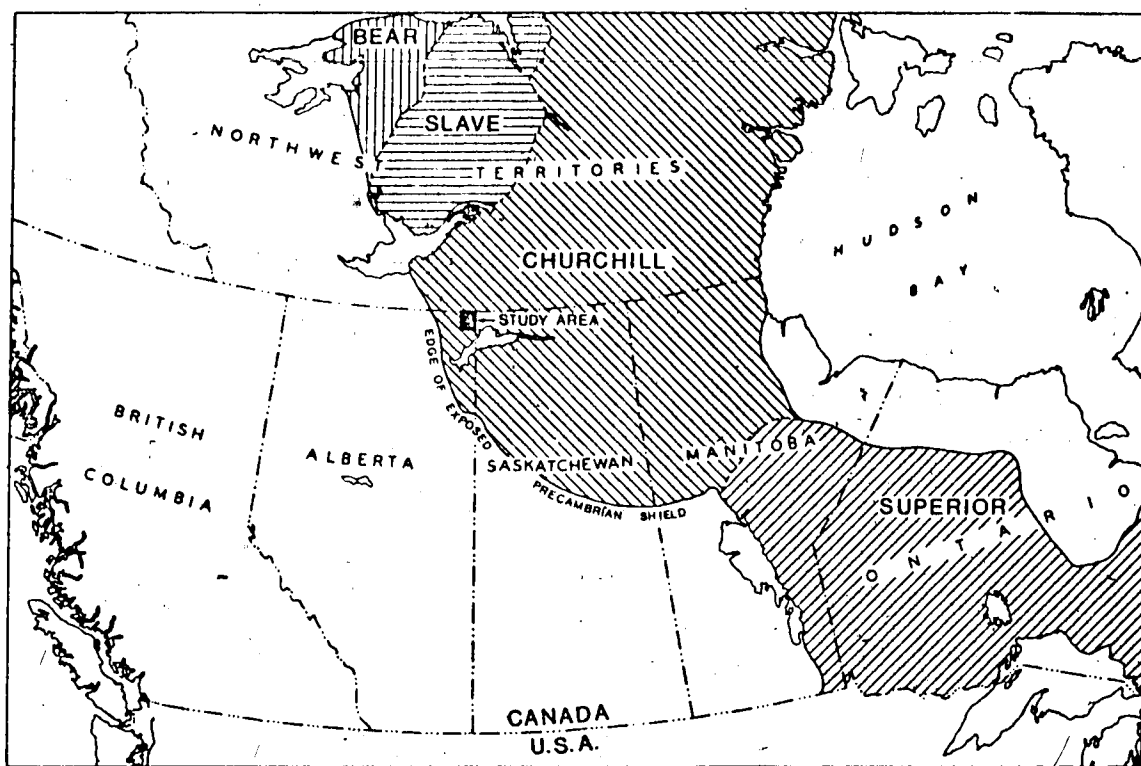 BEAR
SLAVE
NORTHWEST
TERRITORIES
CHURCHILL
HUDSON
BAY
STUDY AREA
EDGE OF EXPOSED
PRECAMBRIAN SHIELD
BRITISH
COLUMBIA
ALBERTA
SASKATCHEWAN
MANITOBA
SUPERIOR
ONTARIO
CANADA
U.S.A.